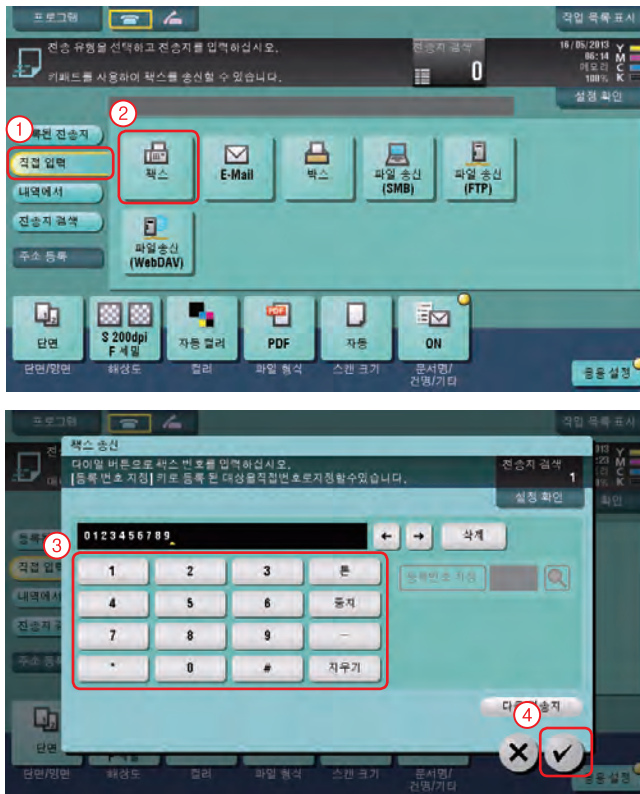 프로그램
작업 목록 표시
전송 유형을 선택하고 전송지를 입력하십시오.
키패드를 사용하여 팩스를 송신할 수 있습니다.
전송지 검색
0
16/05/2013
06:14
메모리
100%
Y
M
C
K
설정 확인
1
2
록된 전송지
직접 입력
내역에서
전송지 검색
주소 등록
팩스
E-Mail
박스
파일 송신
(SMB)
파일 송신
(FTP)
파일 송신
(WebDAV)
단면
S 200dpi
F 세밀
자동 컬러
PDF
PDF
자동
ON
단면/양면
해상도
컬러
파일 형식
스캔 크기
문서명/
건명/기타
응용 설정
프로그램
작업 목록 표시
팩스 송신
다이얼 버튼으로 팩스 번호를 입력하십시오.
[등록 번호 지정] 키로 등록 된 대상을직접번호로지정할수있습니다.
전송지 검색
1
설정 확인
Y
M
C
K
3
0123456789
← → 삭제
1 2 3 톤
4 5 6 중지
7 8 9 -
* 0 # 지우기
등록번호 지정
직접 입력
내역에서
다
송지
4
단면
단면/양면
해상도
컬러
파일 형식
스캔 크기
문서명/
건명/기타
응용 설정